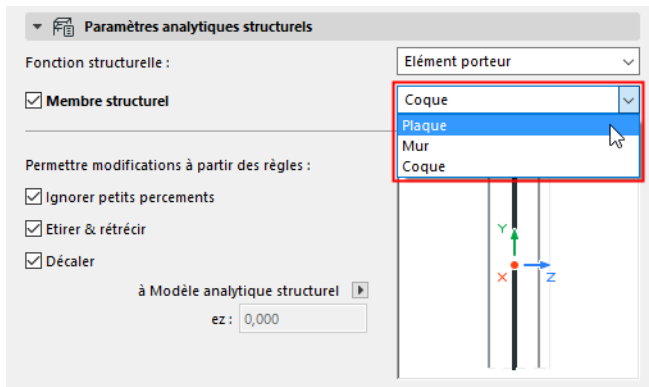 Paramètres analytiques structurels
Fonction structurelle :
Elément porteur
Membre structurel
Coque
Plaque
Mur
Coque
Permettre modifications à partir des règles :
Ignorer petits percements
Etirer & rétrécir
Décaler
à Modèle analytique structurel
ez :
0,000
Y
X
Z